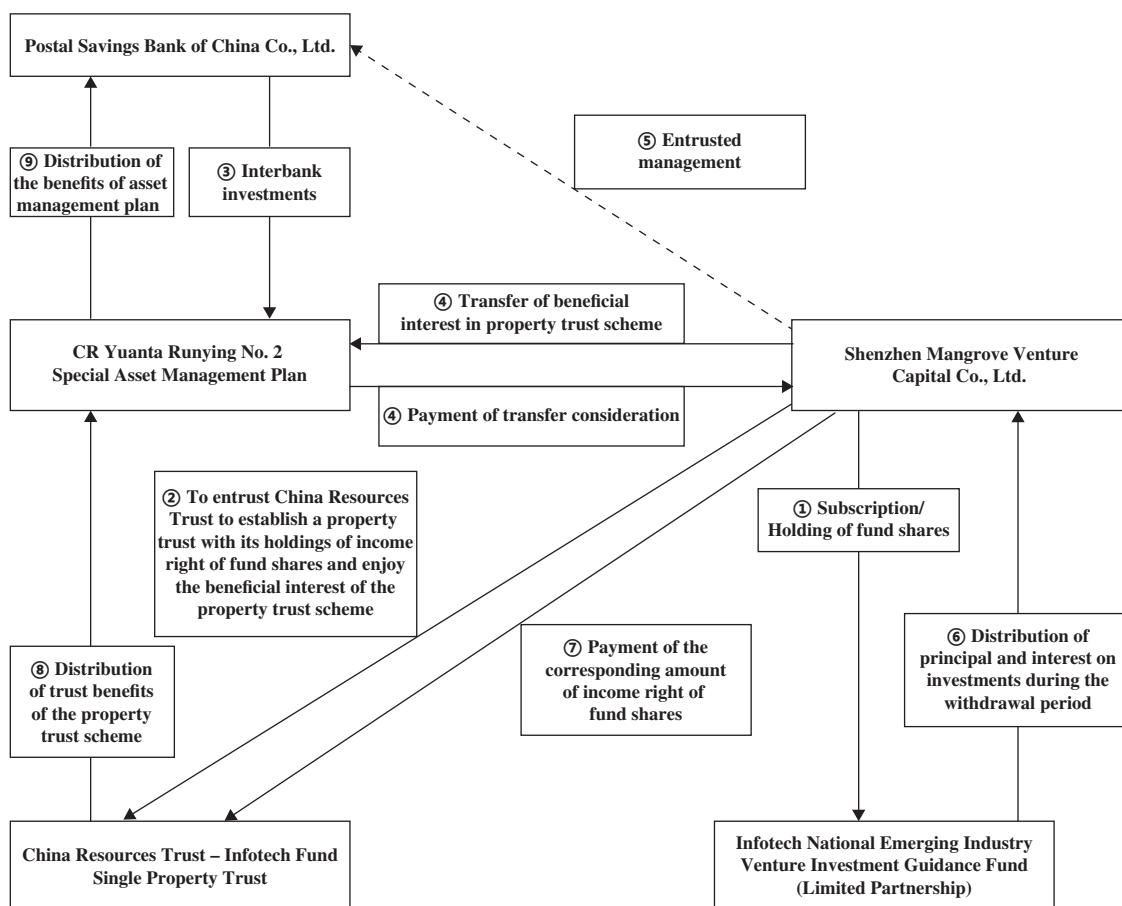 Postal Savings Bank of China Co., Ltd.
⑤ Entrusted
management
⑨ Distribution of
the benefits of asset
management plan
③ Interbank
investments
④ Transfer of beneficial
interest in property trust scheme
CR Yuanta Runying No. 2
Special Asset Management Plan
Shenzhen Mangrove Venture
Capital Co., Ltd.
④ Payment of transfer consideration
② To entrust China Resources
Trust to establish a property
trust with its holdings of income
right of fund shares and enjoy
the beneficial interest of the
property trust scheme
① Subscription/
Holding of fund shares
⑦ Payment of the
corresponding amount
of income right of
fund shares
⑥ Distribution of
principal and interest on
investments during the
withdrawal period
⑧ Distribution
of trust benefits
of the property
trust scheme
China Resources Trust – Infotech Fund
Single Property Trust
Infotech National Emerging Industry
Venture Investment Guidance Fund
(Limited Partnership)